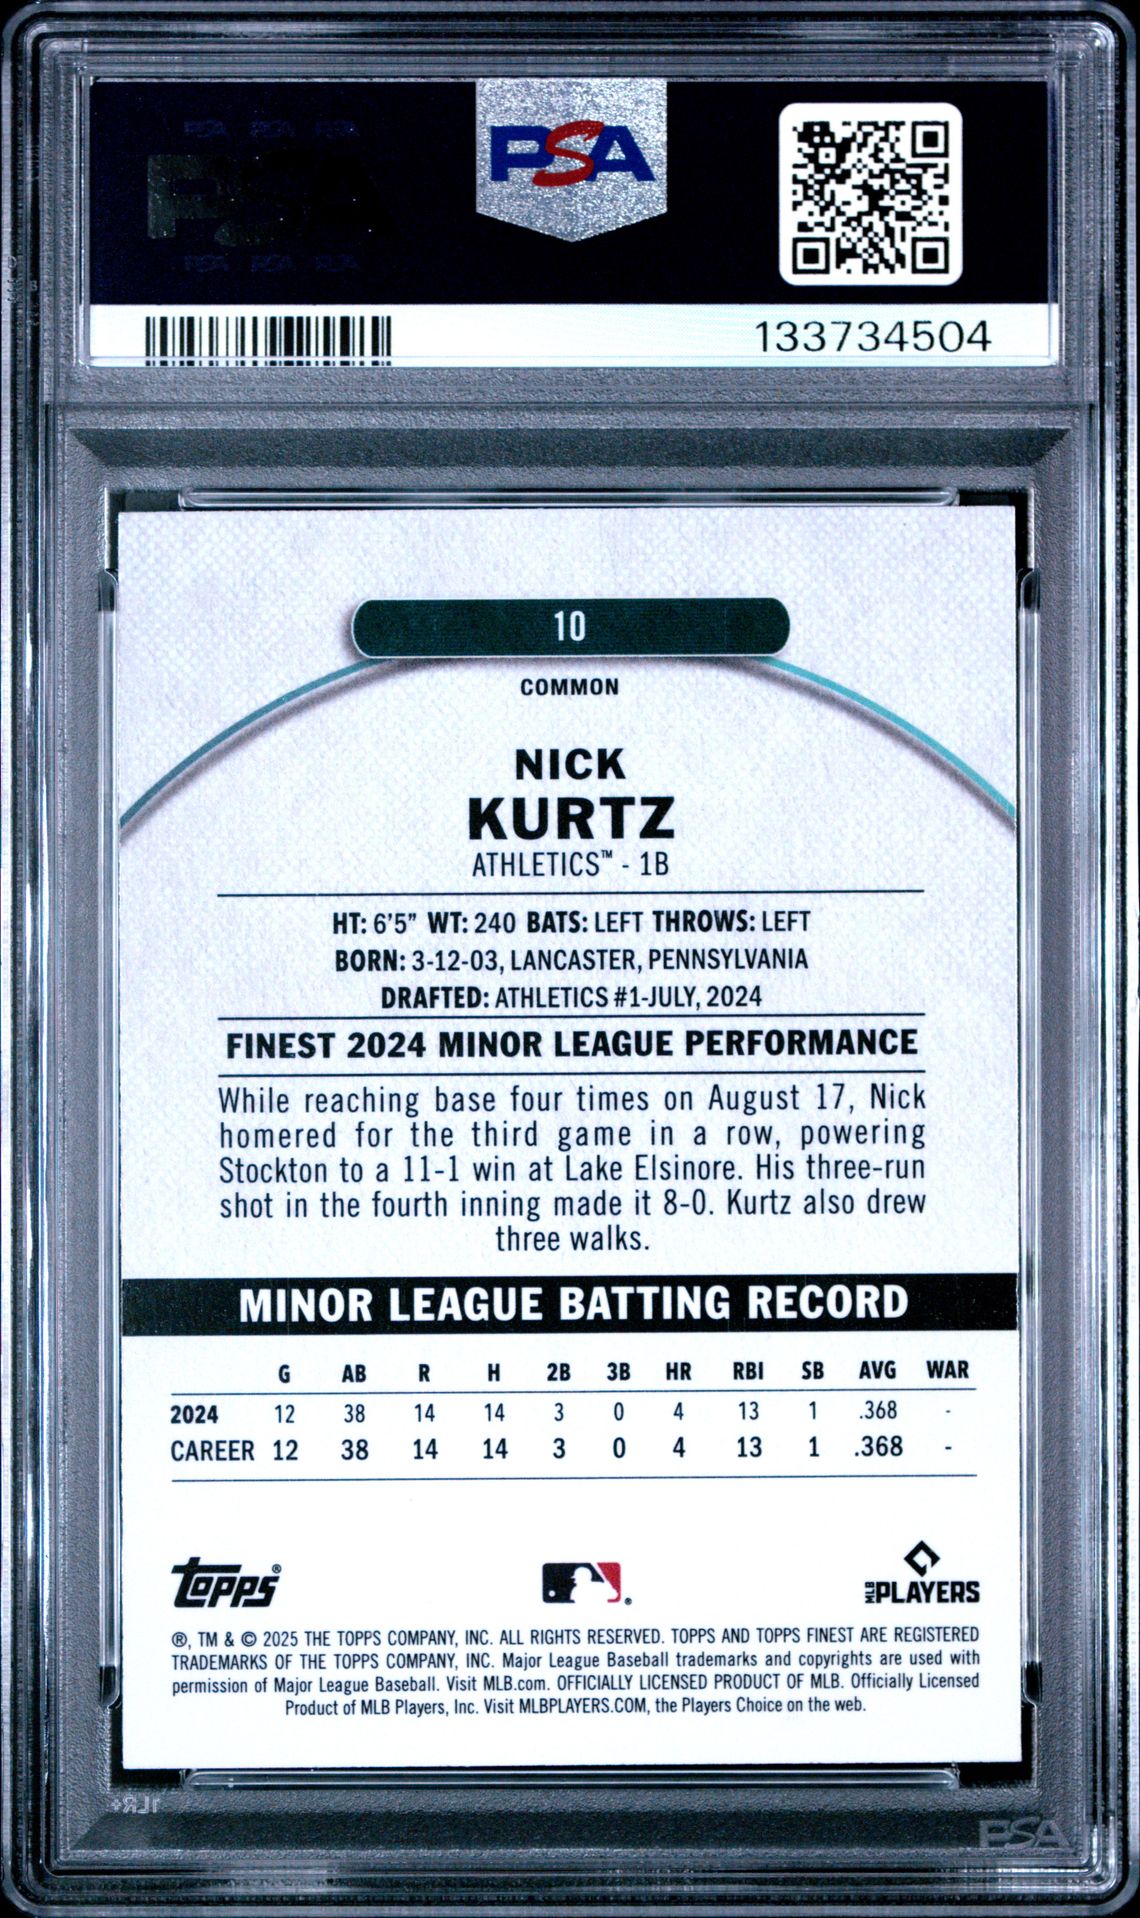 PSA PSA PSA
PSA
PSA PSA PSA
PSA
133734504
10
COMMON
NICK
KURTZ
ATHLETICS™ - 1B
HT: 6'5" WT: 240 BATS: LEFT THROWS: LEFT
BORN: 3-12-03, LANCASTER, PENNSYLVANIA
DRAFTED: ATHLETICS #1-JULY, 2024
FINEST 2024 MINOR LEAGUE PERFORMANCE
While reaching base four times on August 17, Nick
homered for the third game in a row, powering
Stockton to a 11-1 win at Lake Elsinore. His three-run
shot in the fourth inning made it 8-0. Kurtz also drew
three walks.
MINOR LEAGUE BATTING RECORD
G AB R H 2B 3B HR RBI SB AVG WAR
2024 12 38 14 14 3 0 4 13 1 .368 -
CAREER 12 38 14 14 3 0 4 13 1 .368 -
Topps®
®
MLB PLAYERS
®, TM & © 2025 THE TOPPS COMPANY, INC. ALL RIGHTS RESERVED. TOPPS AND TOPPS FINEST ARE REGISTERED
TRADEMARKS OF THE TOPPS COMPANY, INC. Major League Baseball trademarks and copyrights are used with
permission of Major League Baseball. Visit MLB.com. OFFICIALLY LICENSED PRODUCT OF MLB. Officially Licensed
Product of MLB Players, Inc. Visit MLBPLAYERS.COM, the Players Choice on the web.
1LR+
PSA